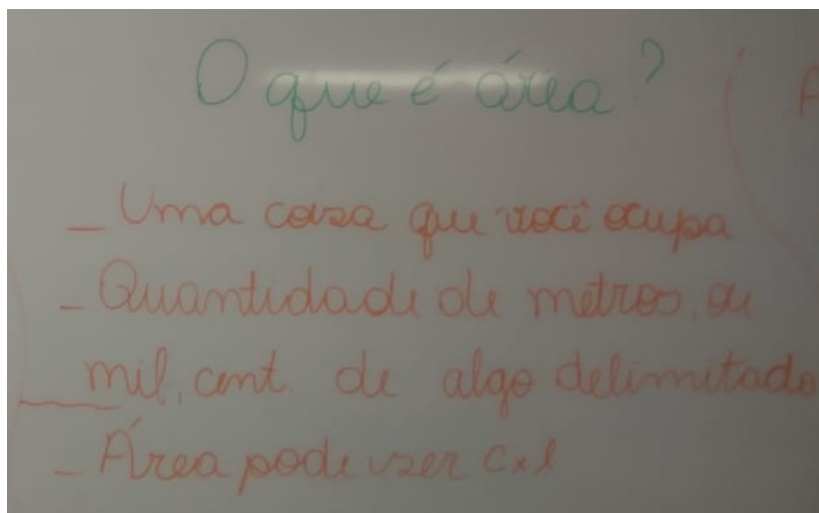 O que é área?
_ Uma coisa que você ocupa
_ Quantidade de metros, ou
mil, cent. de algo delimitado
_ Área pode ser c x l